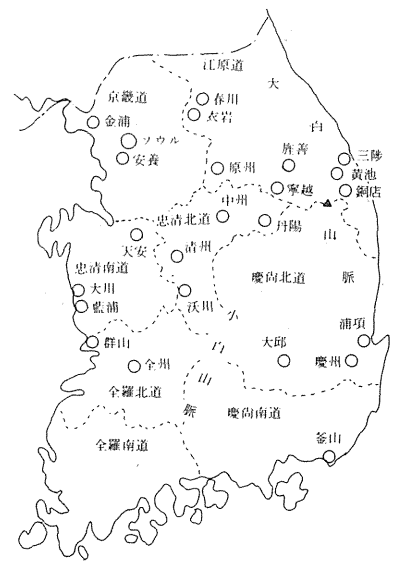 江原道
大
京畿道
春川
衣岩
白
金浦
ソウル
安養
三陟
旌善
黄池
原州
寧越
銅店
中州
忠清北道
丹陽
山
天安
清州
忠清南道
慶尚北道
脈
大川
沃川
藍浦
小
浦項
群山
白
大邱
慶州
全州
山
全羅北道
脈
慶尚南道
全羅南道
釜山